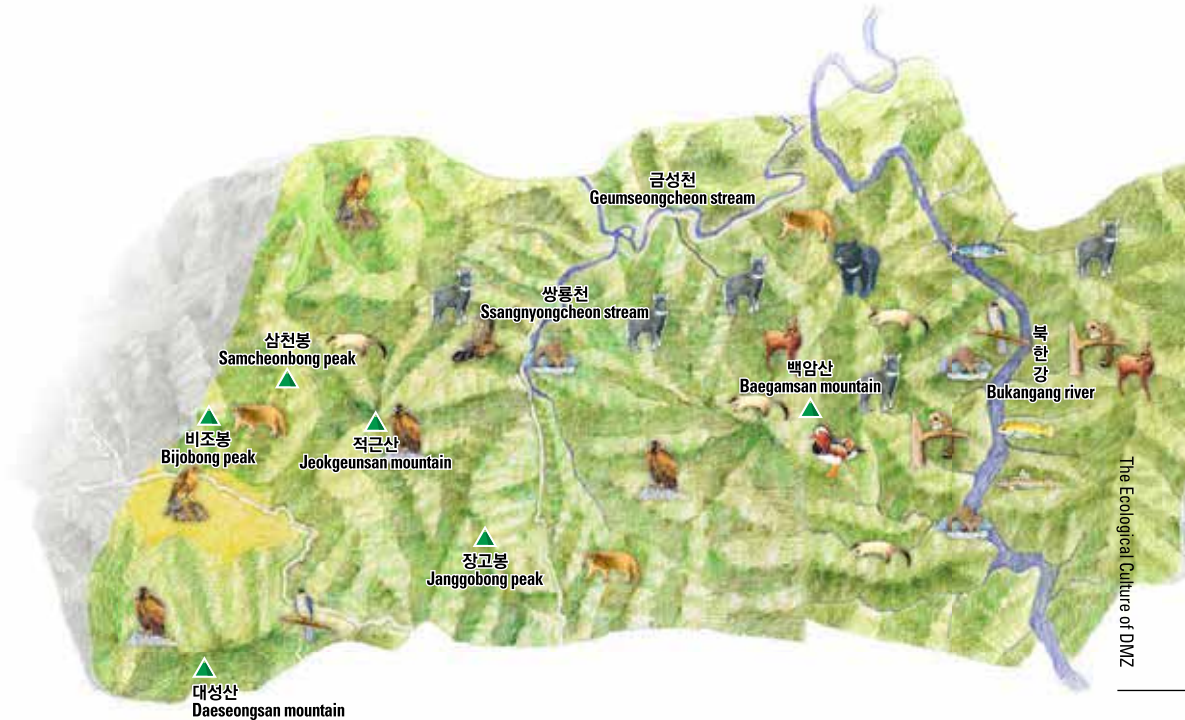 금성천
Geumseongcheon stream
쌍룡천
Ssangnyongcheon stream
삼천봉
Samcheonbong peak
북한강
Bukangang river
백암산
Baegamsan mountain
비조봉
Bijobong peak
적근산
Jeokgeunsan mountain
장고봉
Janggobong peak
대성산
Daeseongsan mountain
The Ecological Culture of DMZ